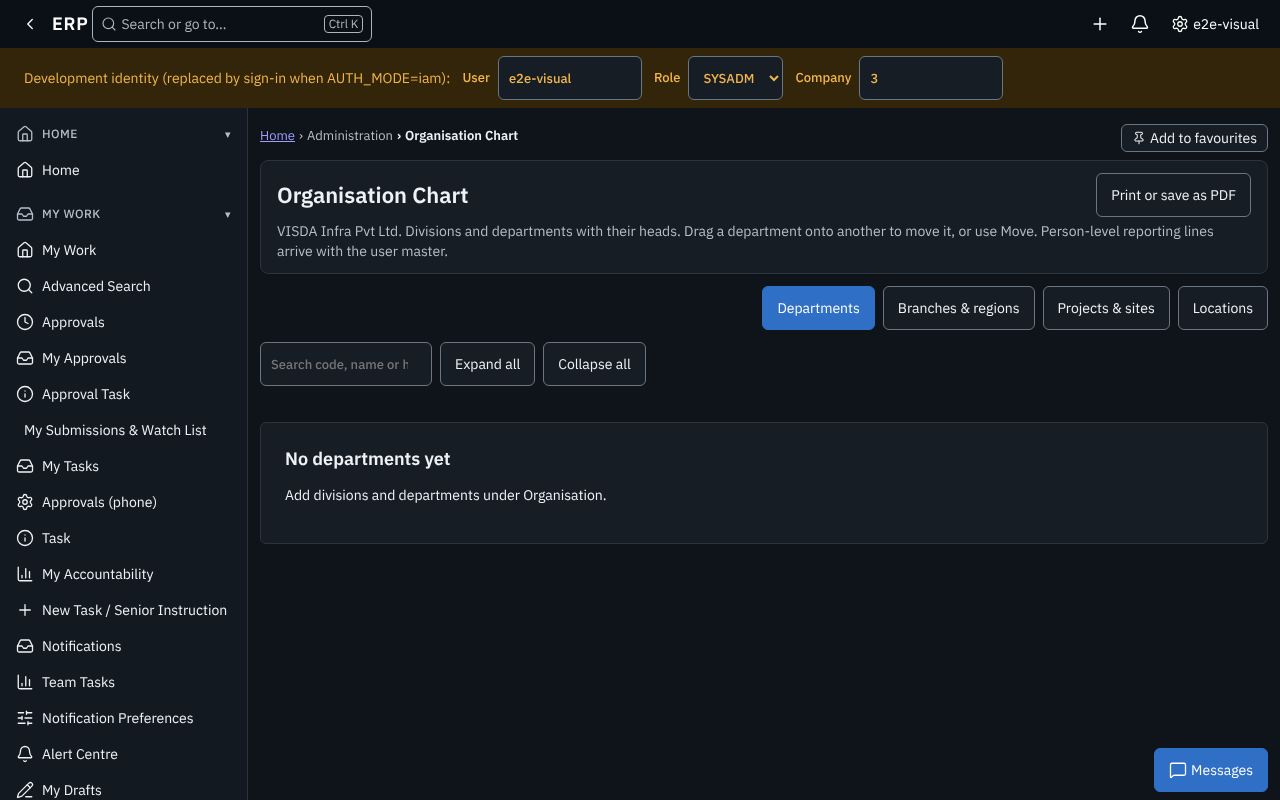 ERP
Search or go to...
Ctrl K
e2e-visual
Development identity (replaced by sign-in when AUTH_MODE=iam):
User
e2e-visual
Role
SYSADM
Company
3
HOME
Home
MY WORK
My Work
Advanced Search
Approvals
My Approvals
Approval Task
My Submissions & Watch List
My Tasks
Approvals (phone)
Task
My Accountability
New Task / Senior Instruction
Notifications
Team Tasks
Notification Preferences
Alert Centre
My Drafts
Home › Administration › Organisation Chart
Add to favourites
Organisation Chart
Print or save as PDF
VISDA Infra Pvt Ltd. Divisions and departments with their heads. Drag a department onto another to move it, or use Move. Person-level reporting lines
arrive with the user master.
Departments
Branches & regions
Projects & sites
Locations
Search code, name or h
Expand all
Collapse all
No departments yet
Add divisions and departments under Organisation.
Messages